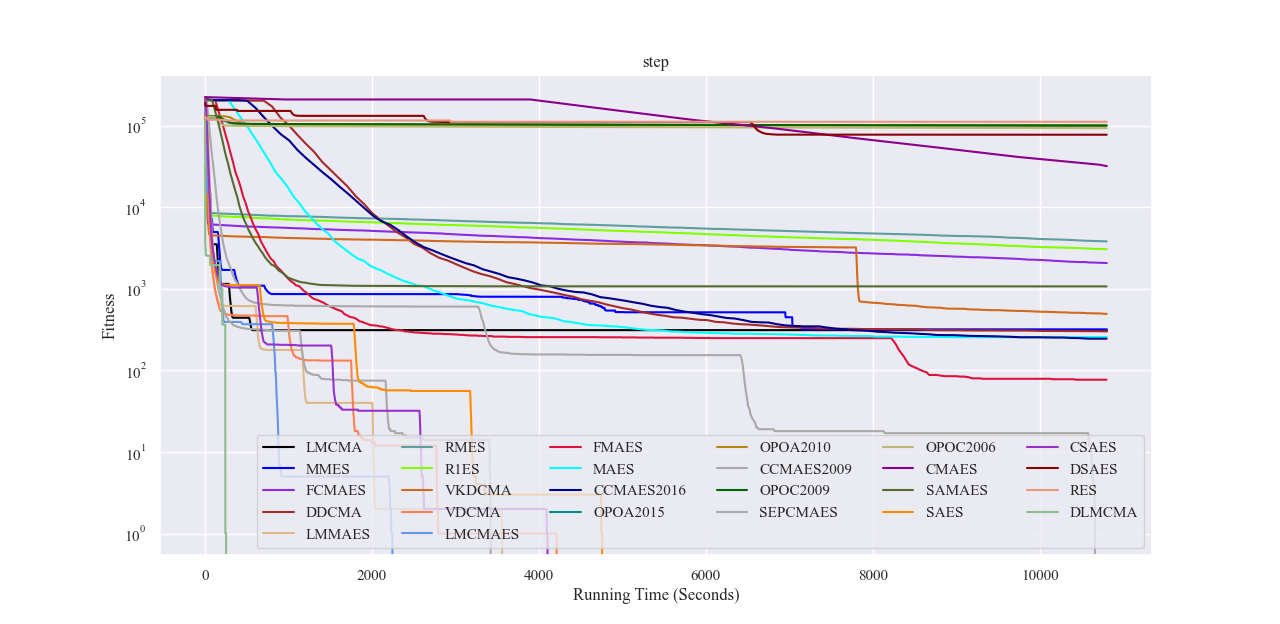 step
Fitness
10^5
10^4
10^3
10^2
10^1
10^0
LMCMA RMES FMAES OPOA2010 OPOC2006 CSAES
MMES R1ES MAES CCMAES2009 CMAES DSAES
FCMAES VKDCMA CCMAES2016 OPOC2009 SAMAES RES
DDCMA VDCMA OPOA2015 SEPCMAES SAES DLMCMA
LMMAES LMCMAES
0 2000 4000 6000 8000 10000
Running Time (Seconds)